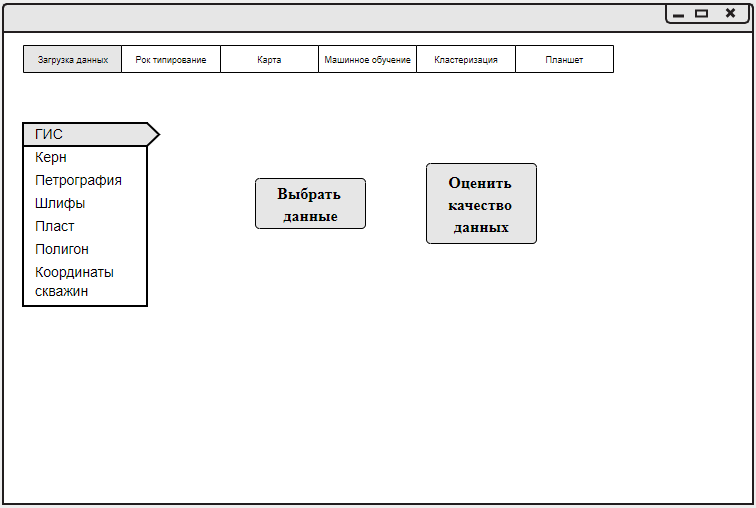 Загрузка данных
Рок типирование
Карта
Машинное обучение
Кластеризация
Планшет
ГИС
Керн
Петрография
Шлифы
Пласт
Полигон
Координаты
скважин
Выбрать
данные
Оценить
качество
данных